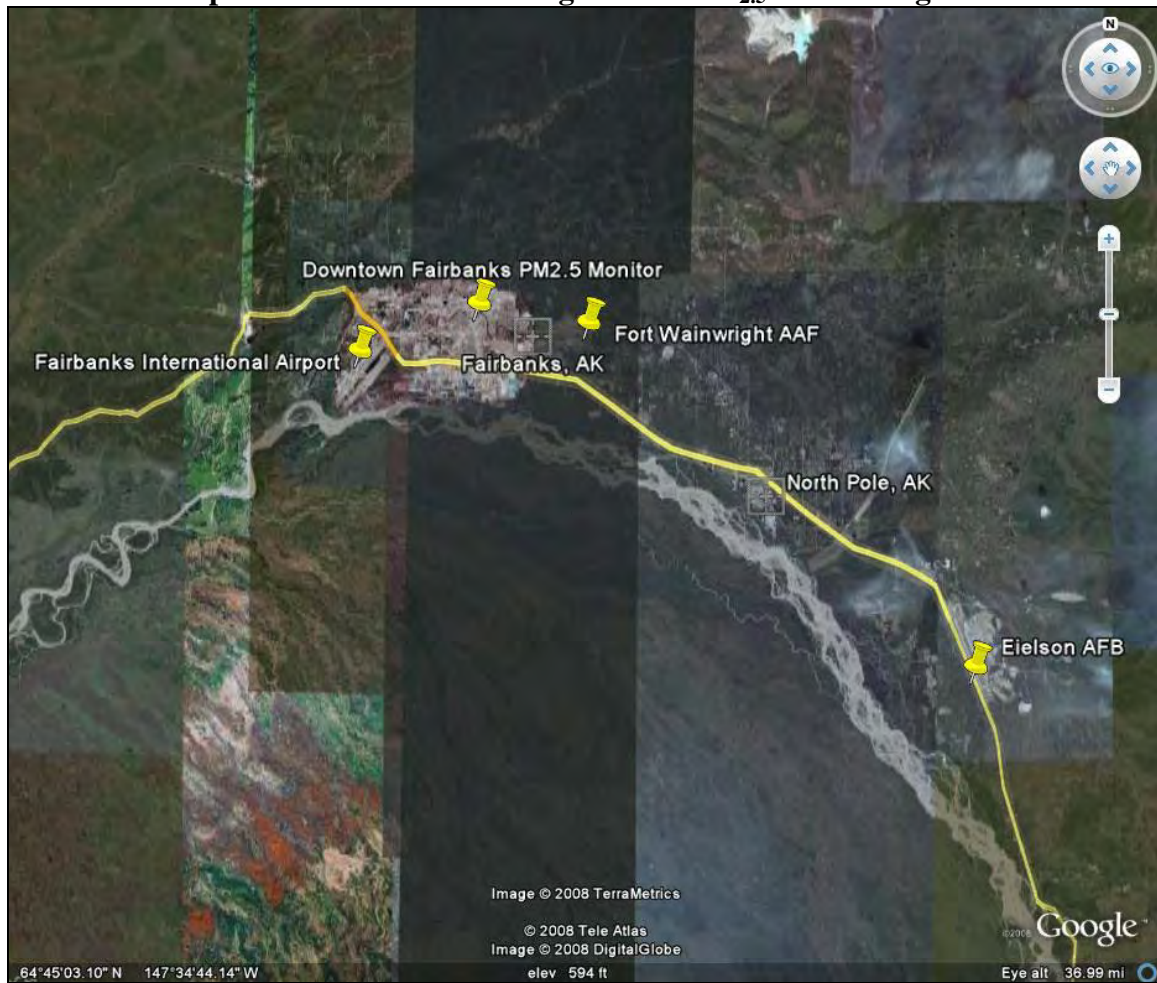 N
Downtown Fairbanks PM2.5 Monitor
Fort Wainwright AAF
Fairbanks International Airport
Fairbanks, AK
North Pole, AK
Eielson AFB
Image © 2008 TerraMetrics
© 2008 Tele Atlas
Image © 2008 DigitalGlobe
©2008 Google™
64°45'03.10" N 147°34'44.14" W elev 594 ft Eye alt 36.99 mi